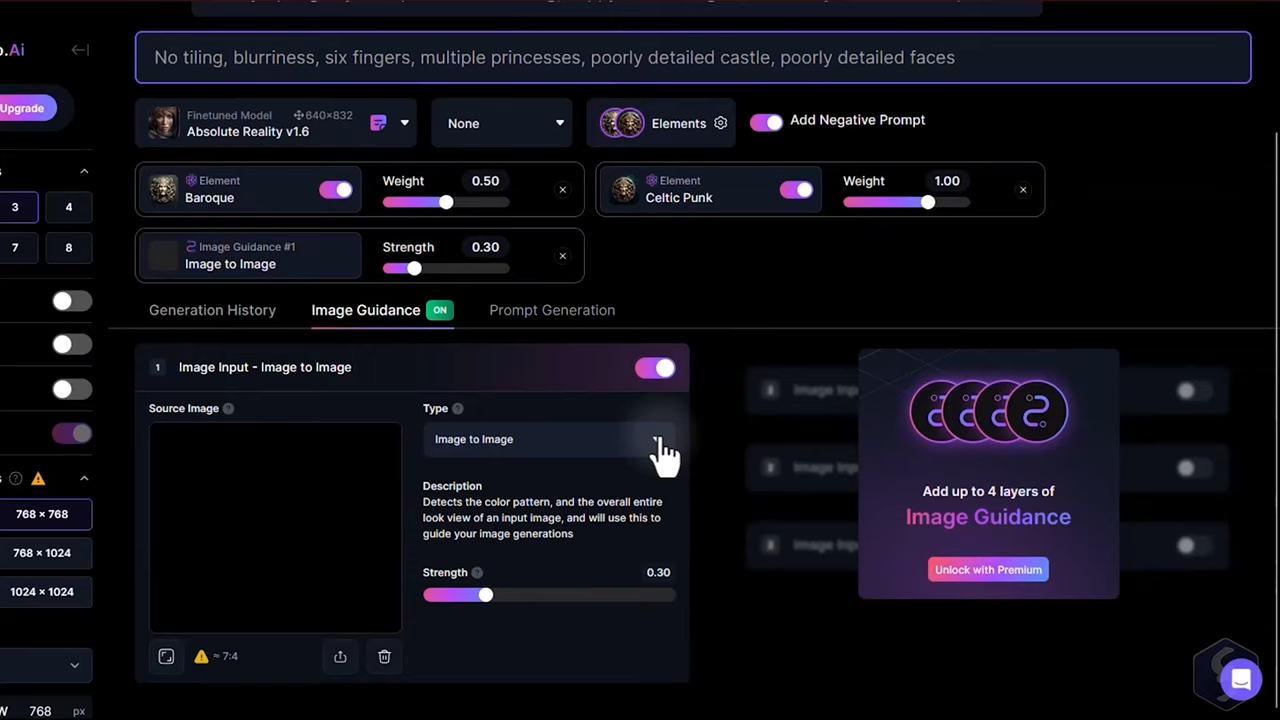 o.Ai
No tiling, blurriness, six fingers, multiple princesses, poorly detailed castle, poorly detailed faces
Upgrade
Finetuned Model 640×832
Absolute Reality v1.6
None
Elements
Add Negative Prompt
s
3
4
7
8
Element
Baroque
Weight
0.50
Element
Celtic Punk
Weight
1.00
Image Guidance #1
Image to Image
Strength
0.30
Generation History
Image Guidance
ON
Prompt Generation
1
Image Input - Image to Image
Source Image ?
Type ?
Image to Image
Description
Detects the color pattern, and the overall entire
look view of an input image, and will use this to
guide your image generations
Strength ?
0.30
≈ 7:4
s ?
768 × 768
768 × 1024
1024 × 1024
W 768 px
Image Inp
Image Inp
Image Inp
Add up to 4 layers of
Image Guidance
Unlock with Premium